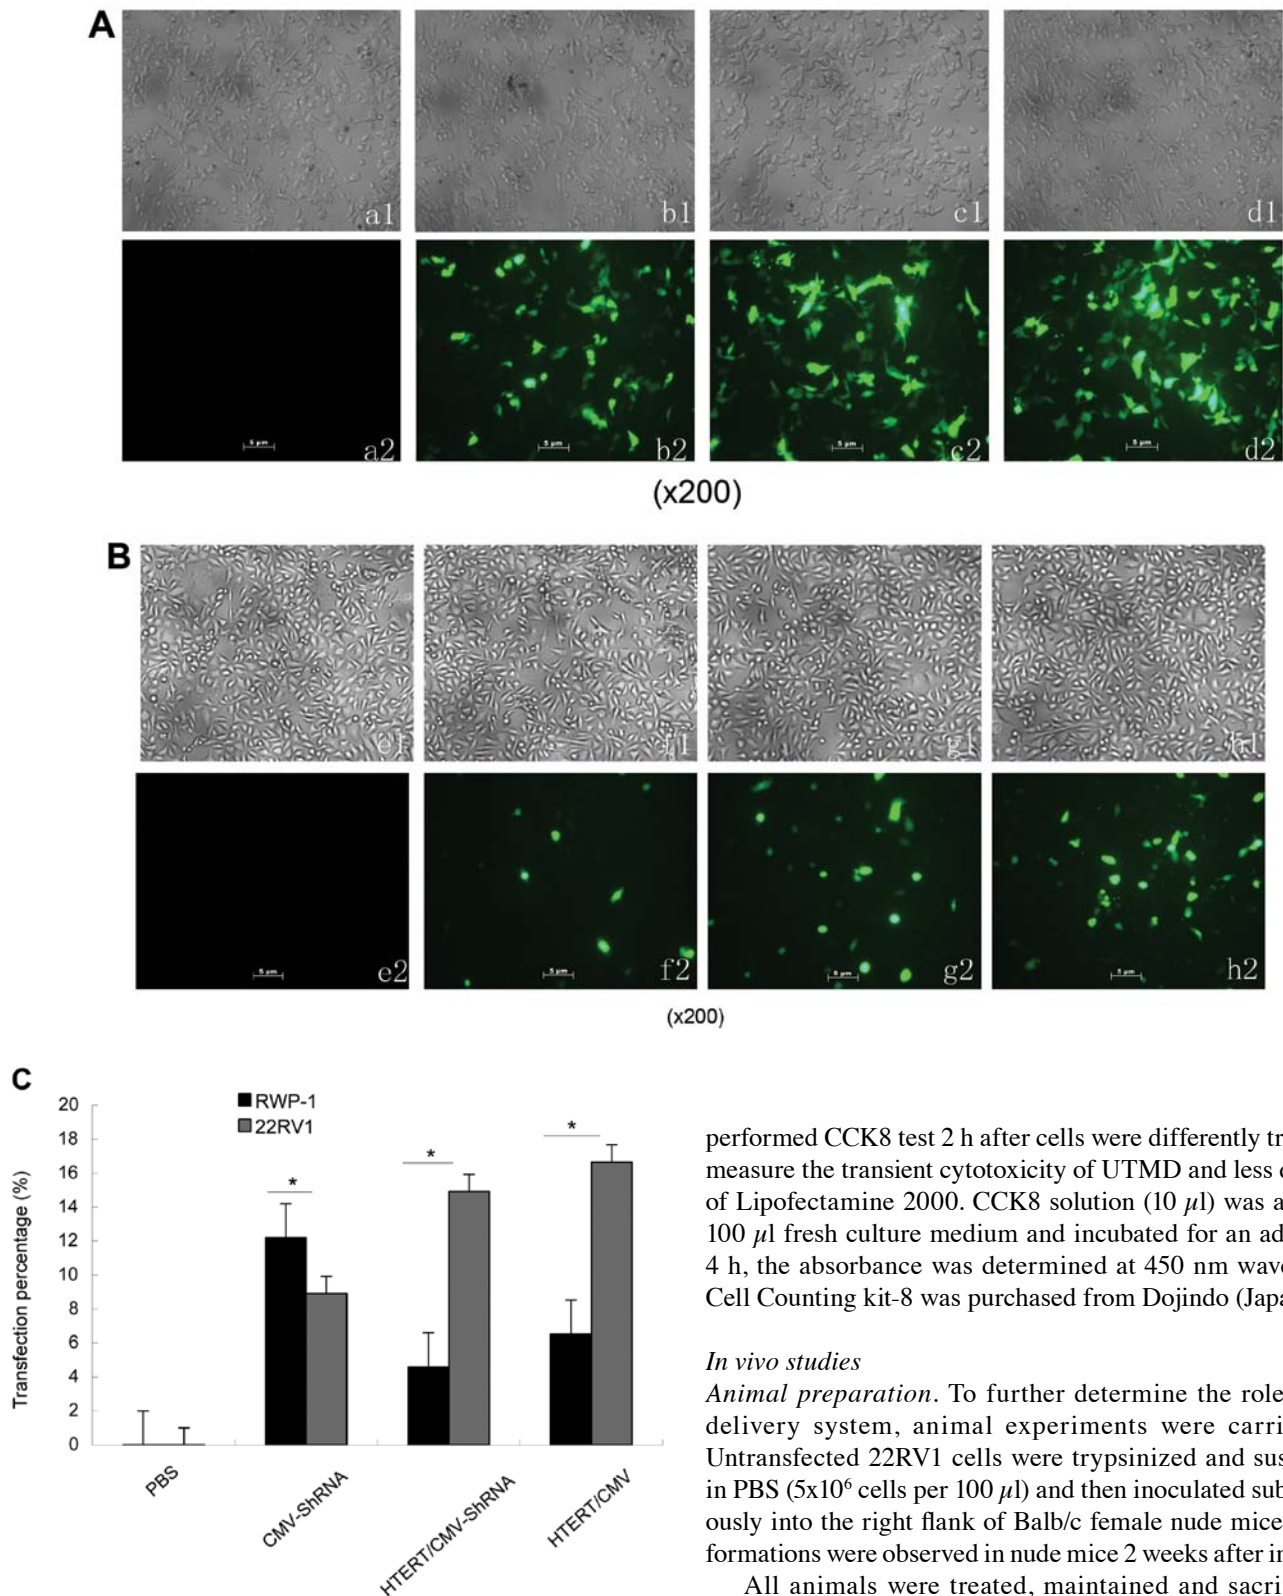 A
a1
b1
c1
d1
5 µm
a2
5 µm
b2
5 µm
c2
5 µm
d2
(x200)
B
e1
f1
g1
h1
5 µm
e2
5 µm
f2
5 µm
g2
5 µm
h2
(x200)
C
RWP-1
22RV1
20
18
16
14
12
10
8
6
4
2
0
Transfection percentage (%)
*
*
*
PBS
CMV-ShRNA
HTERT/CMV-ShRNA
HTERT/CMV
performed CCK8 test 2 h after cells were differently tr
measure the transient cytotoxicity of UTMD and less
of Lipofectamine 2000. CCK8 solution (10 µl) was a
100 µl fresh culture medium and incubated for an ad
4 h, the absorbance was determined at 450 nm wave
Cell Counting kit-8 was purchased from Dojindo (Japa
In vivo studies
Animal preparation. To further determine the role
delivery system, animal experiments were carri
Untransfected 22RV1 cells were trypsinized and sus
in PBS (5x10⁶ cells per 100 µl) and then inoculated sub
ously into the right flank of Balb/c female nude mice
formations were observed in nude mice 2 weeks after in
All animals were treated, maintained and sacri